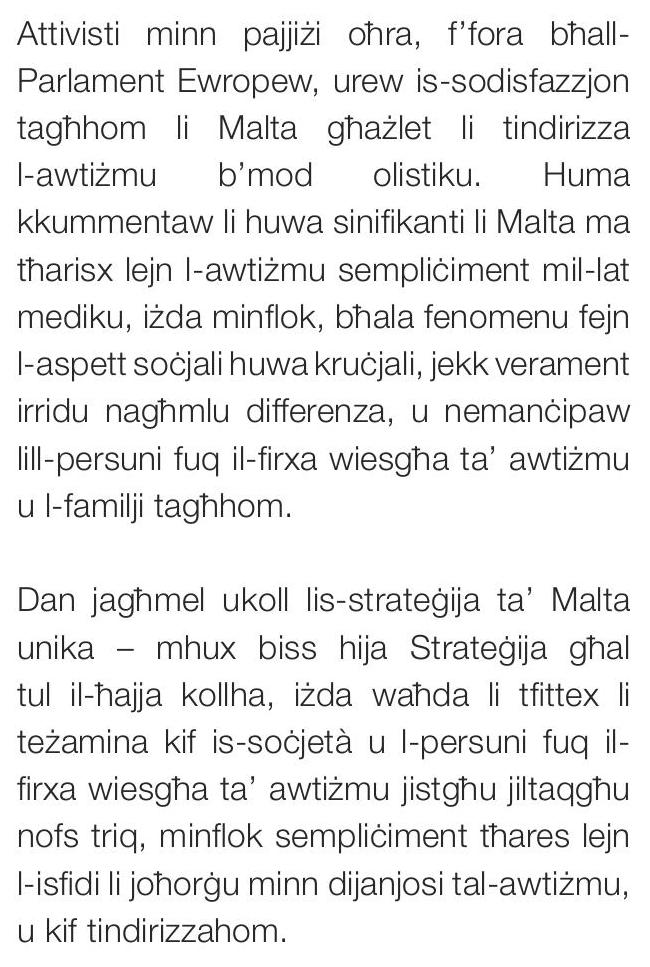 Attivisti minn pajjiżi oħra, f’fora bħall-
Parlament Ewropew, urew is-sodisfazzjon
tagħhom li Malta għażlet li tindirizza
l-awtiżmu b’mod olistiku. Huma
kkummentaw li huwa sinifikanti li Malta ma
tħarisx lejn l-awtiżmu sempliċiment mil-lat
mediku, iżda minflok, bħala fenomenu fejn
l-aspett soċjali huwa kruċjali, jekk verament
irridu nagħmlu differenza, u nemanċipaw
lill-persuni fuq il-firxa wiesgħa ta’ awtiżmu
u l-familji tagħhom.

Dan jagħmel ukoll lis-strateġija ta’ Malta
unika – mhux biss hija Strateġija għal
tul il-ħajja kollha, iżda waħda li tfittex li
teżamina kif is-soċjetà u l-persuni fuq il-
firxa wiesgħa ta’ awtiżmu jistgħu jiltaqgħu
nofs triq, minflok sempliċiment tħares lejn
l-isfidi li joħorġu minn dijanjosi tal-awtiżmu,
u kif tindirizzahom.